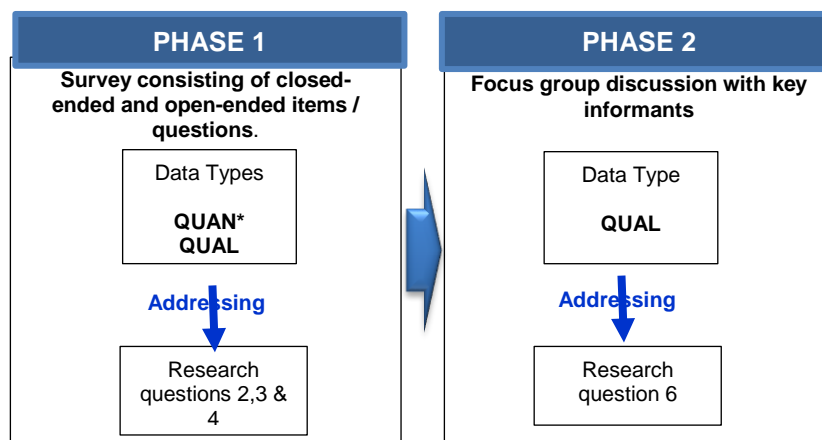 PHASE 1
Survey consisting of closed-
ended and open-ended items /
questions.
Data Types
QUAN*
QUAL
Addressing
Research
questions 2,3 &
4
PHASE 2
Focus group discussion with key
informants
Data Type
QUAL
Addressing
Research
question 6